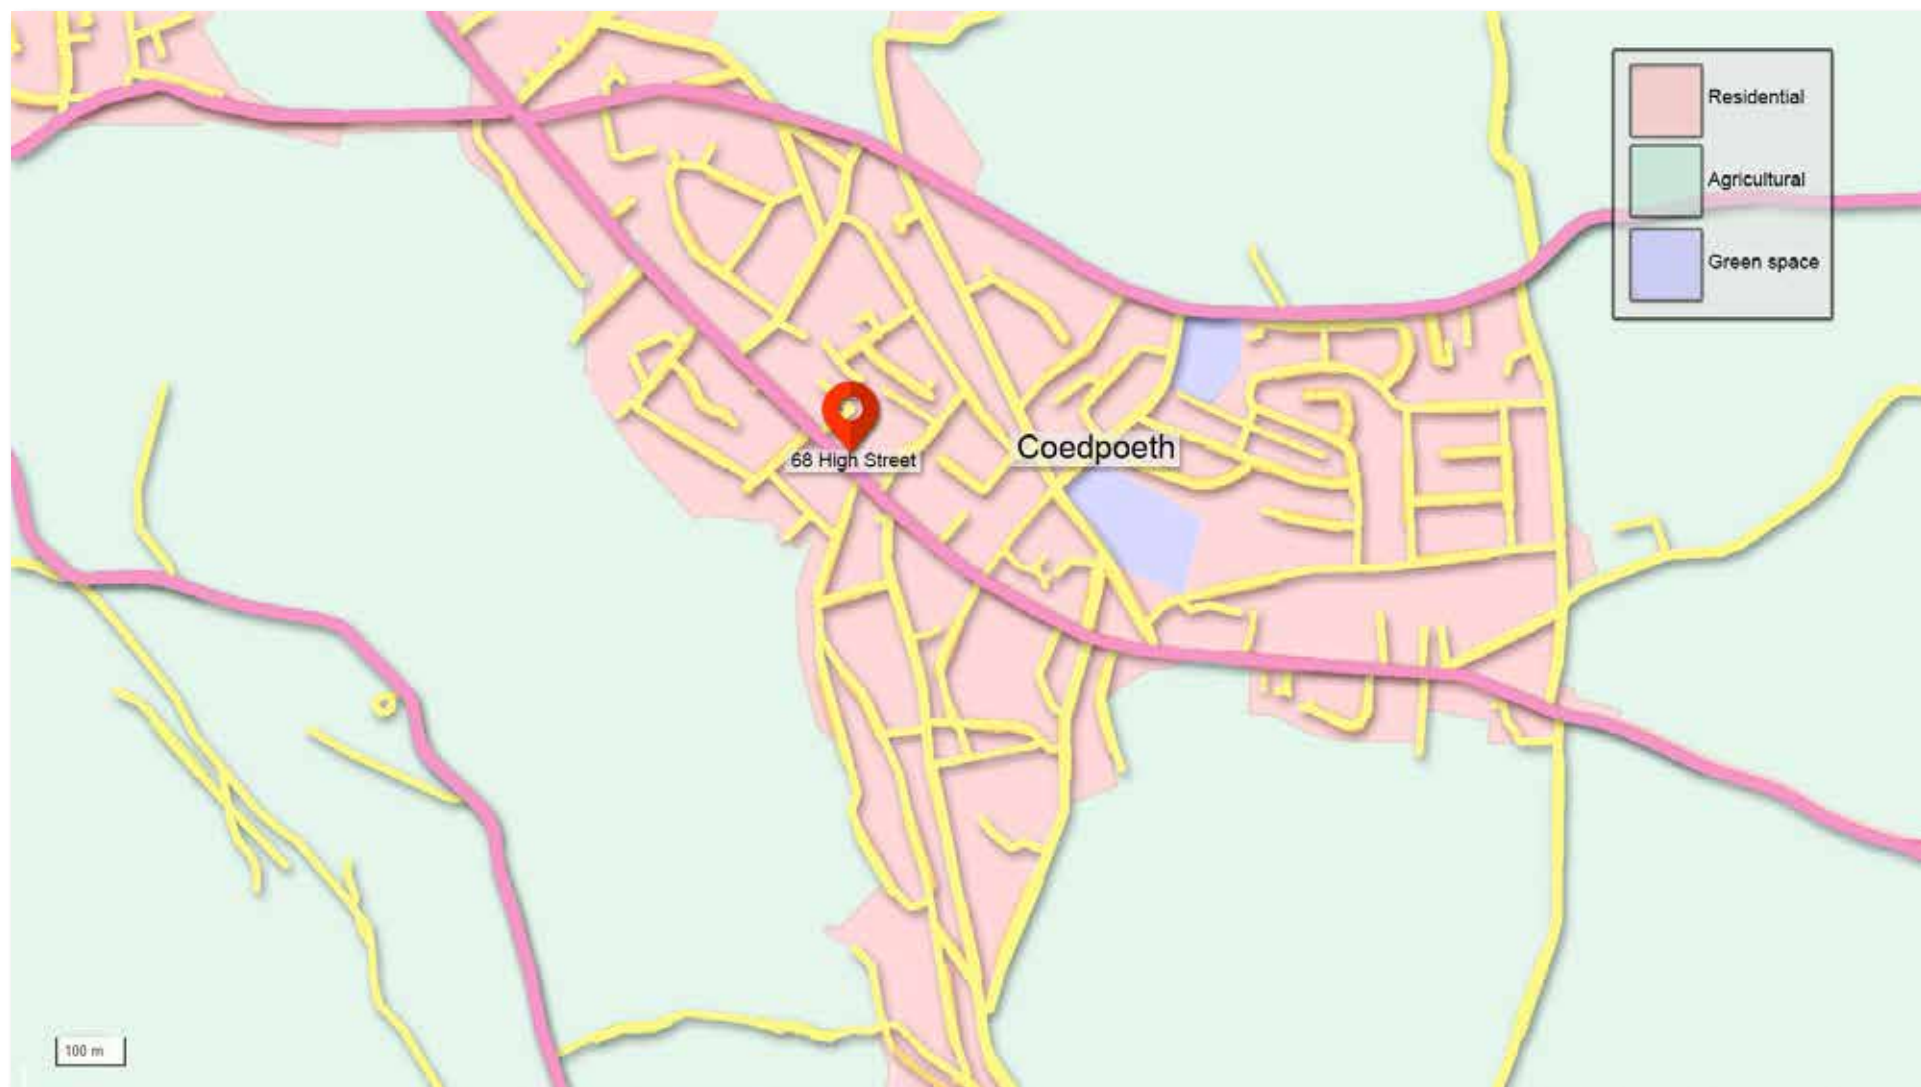 Residential
Agricultural
Green space
Coedpoeth
68 High Street
100 m